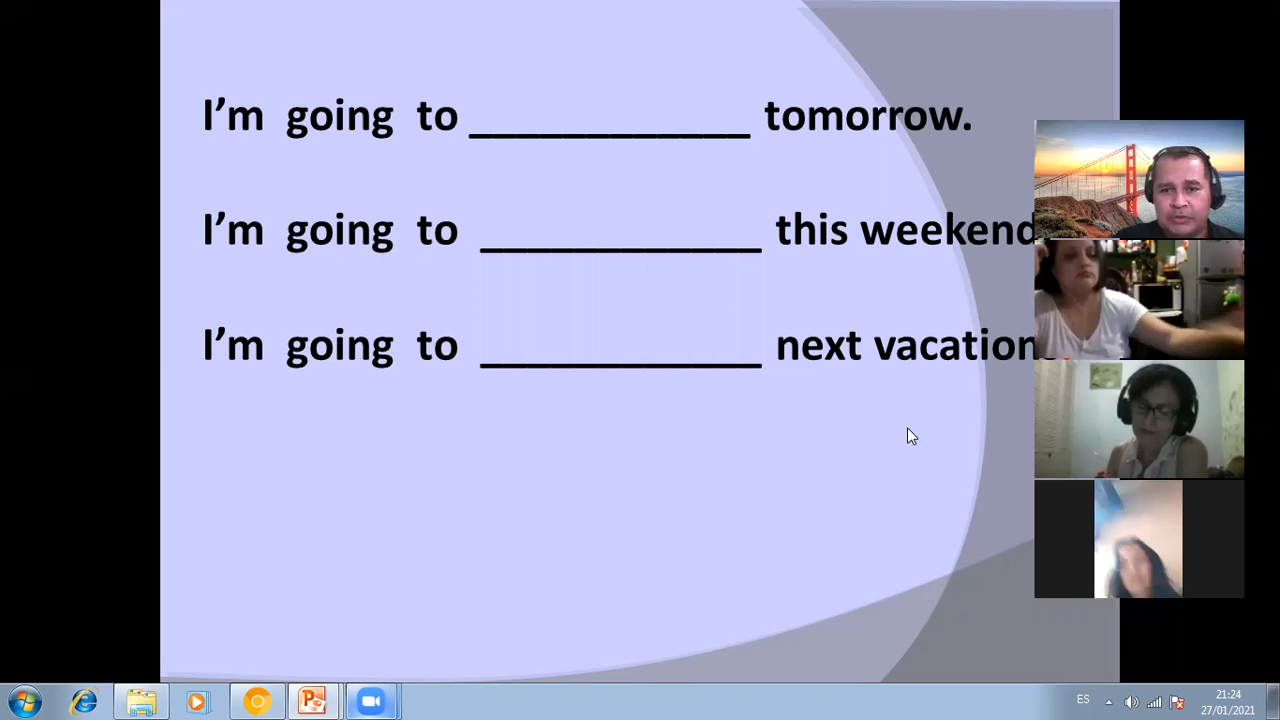 I’m going to ____________ tomorrow.
I’m going to ____________ this weekend
I’m going to ____________ next vacation
ES
21:24
27/01/2021